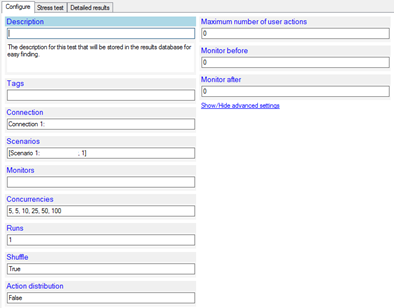 Configure Stress test Detailed results
Description
The description for this test that will be stored in the results database for
easy finding.
Tags
Connection
Connection 1:
Scenarios
[Scenario 1: , 1]
Monitors
Concurrencies
5, 5, 10, 25, 50, 100
Runs
1
Shuffle
True
Action distribution
False
Maximum number of user actions
0
Monitor before
0
Monitor after
0
Show/Hide advanced settings